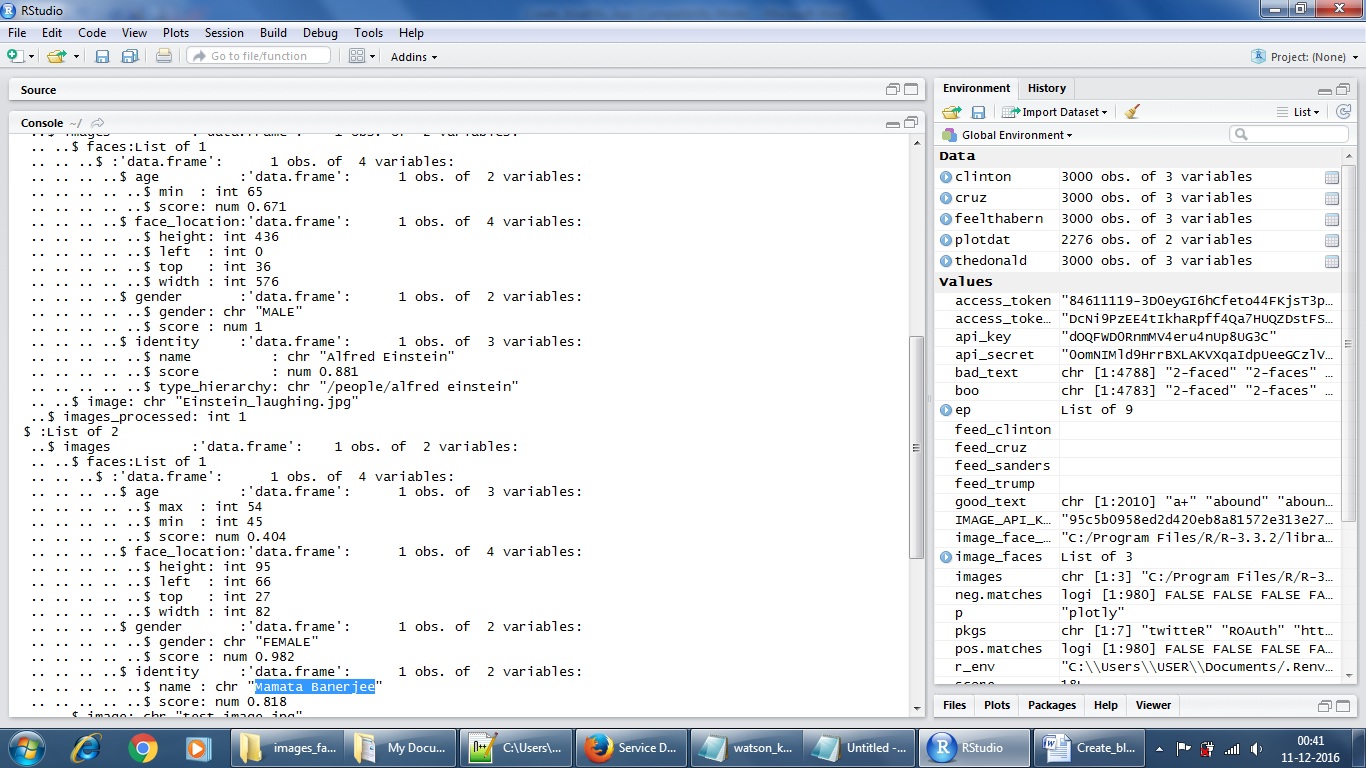 RStudio
File Edit Code View Plots Session Build Debug Tools Help
Go to file/function Addins Project: (None)
Source
Console ~/
.. ..$ faces:List of 1
.. .. ..$ :'data.frame': 1 obs. of 4 variables:
.. .. .. ..$ age :'data.frame': 1 obs. of 2 variables:
.. .. .. .. ..$ min : int 65
.. .. .. .. ..$ score: num 0.671
.. .. .. ..$ face_location:'data.frame': 1 obs. of 4 variables:
.. .. .. .. ..$ height: int 436
.. .. .. .. ..$ left : int 0
.. .. .. .. ..$ top : int 36
.. .. .. .. ..$ width : int 576
.. .. .. ..$ gender :'data.frame': 1 obs. of 2 variables:
.. .. .. .. ..$ gender: chr "MALE"
.. .. .. .. ..$ score : num 1
.. .. .. ..$ identity :'data.frame': 1 obs. of 3 variables:
.. .. .. .. ..$ name : chr "Alfred Einstein"
.. .. .. .. ..$ score : num 0.881
.. .. .. .. ..$ type_hierarchy: chr "/people/alfred einstein"
.. ..$ image: chr "Einstein_laughing.jpg"
..$ images_processed: int 1
$ :List of 2
..$ images :'data.frame': 1 obs. of 2 variables:
.. ..$ faces:List of 1
.. .. ..$ :'data.frame': 1 obs. of 4 variables:
.. .. .. ..$ age :'data.frame': 1 obs. of 3 variables:
.. .. .. .. ..$ max : int 54
.. .. .. .. ..$ min : int 45
.. .. .. .. ..$ score: num 0.404
.. .. .. ..$ face_location:'data.frame': 1 obs. of 4 variables:
.. .. .. .. ..$ height: int 95
.. .. .. .. ..$ left : int 66
.. .. .. .. ..$ top : int 27
.. .. .. .. ..$ width : int 82
.. .. .. ..$ gender :'data.frame': 1 obs. of 2 variables:
.. .. .. .. ..$ gender: chr "FEMALE"
.. .. .. .. ..$ score : num 0.982
.. .. .. ..$ identity :'data.frame': 1 obs. of 2 variables:
.. .. .. .. ..$ name : chr "Mamata Banerjee"
.. .. .. .. ..$ score: num 0.818
$ image: chr "test_image.jpg"
Environment History
Import Dataset List
Global Environment
Data
clinton 3000 obs. of 3 variables
cruz 3000 obs. of 3 variables
feelthabern 3000 obs. of 3 variables
plotdat 2276 obs. of 2 variables
thedonald 3000 obs. of 3 variables
Values
access_token "84611119-3DOeyGI6hCfeto44FKjsT3p…
access_toke… "DcNi9PzEE4tIkhaRpff4Qa7HUQZDstFS…
api_key "dOQFWD0RnmMV4eru4nUp8UG3C"
api_secret "OomNIMld9HrrBXLAKVXqaIdpUeeGCzlV…
bad_text chr [1:4788] "2-faced" "2-faces" …
boo chr [1:4783] "2-faced" "2-faces" …
ep List of 9
feed_clinton
feed_cruz
feed_sanders
feed_trump
good_text chr [1:2010] "a+" "abound" "aboun…
IMAGE_API_K… "95c5b0958ed2d420eb8a81572e313e27…
image_face_… "C:/Program Files/R/R-3.3.2/libra…
image_faces List of 3
images chr [1:3] "C:/Program Files/R/R-3…
neg.matches logi [1:980] FALSE FALSE FALSE FA…
p "plotly"
pkgs chr [1:7] "twitteR" "ROAuth" "htt…
pos.matches logi [1:980] FALSE FALSE FALSE FA…
r_env "C:\\Users\\USER\\Documents/.Renv…
Files Plots Packages Help Viewer
images_fa… My Docu… C:\Users\… Service D… watson_k… Untitled -… RStudio Create_bl… 00:41
11-12-2016